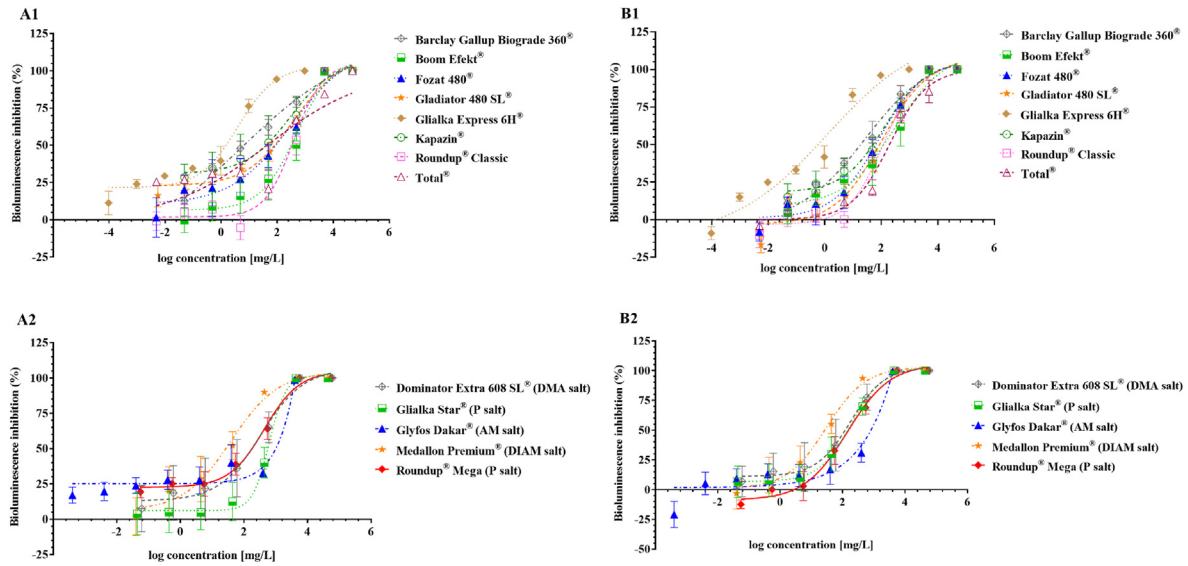 A1
Bioluminescence inhibition (%)
125
100
75
50
25
0
-25
-4
-2
0
2
4
6
log concentration [mg/L]
Barclay Gallup Biograde 360®
Boom Efekt®
Fozat 480®
Gladiator 480 SL®
Glialka Express 6H®
Kapazin®
Roundup® Classic
Total®
B1
Bioluminescence inhibition (%)
125
100
75
50
25
0
-25
-4
-2
0
2
4
6
log concentration [mg/L]
Barclay Gallup Biograde 360®
Boom Efekt®
Fozat 480®
Gladiator 480 SL®
Glialka Express 6H®
Kapazin®
Roundup® Classic
Total®
A2
Bioluminescence inhibition (%)
125
100
75
50
25
0
-25
-2
0
2
4
6
log concentration [mg/L]
Dominator Extra 608 SL® (DMA salt)
Glialka Star® (P salt)
Glyfos Dakar® (AM salt)
Medallon Premium® (DIAM salt)
Roundup® Mega (P salt)
B2
Bioluminescence inhibition (%)
125
100
75
50
25
0
-25
-50
-2
0
2
4
6
log concentration [mg/L]
Dominator Extra 608 SL® (DMA salt)
Glialka Star® (P salt)
Glyfos Dakar® (AM salt)
Medallon Premium® (DIAM salt)
Roundup® Mega (P salt)